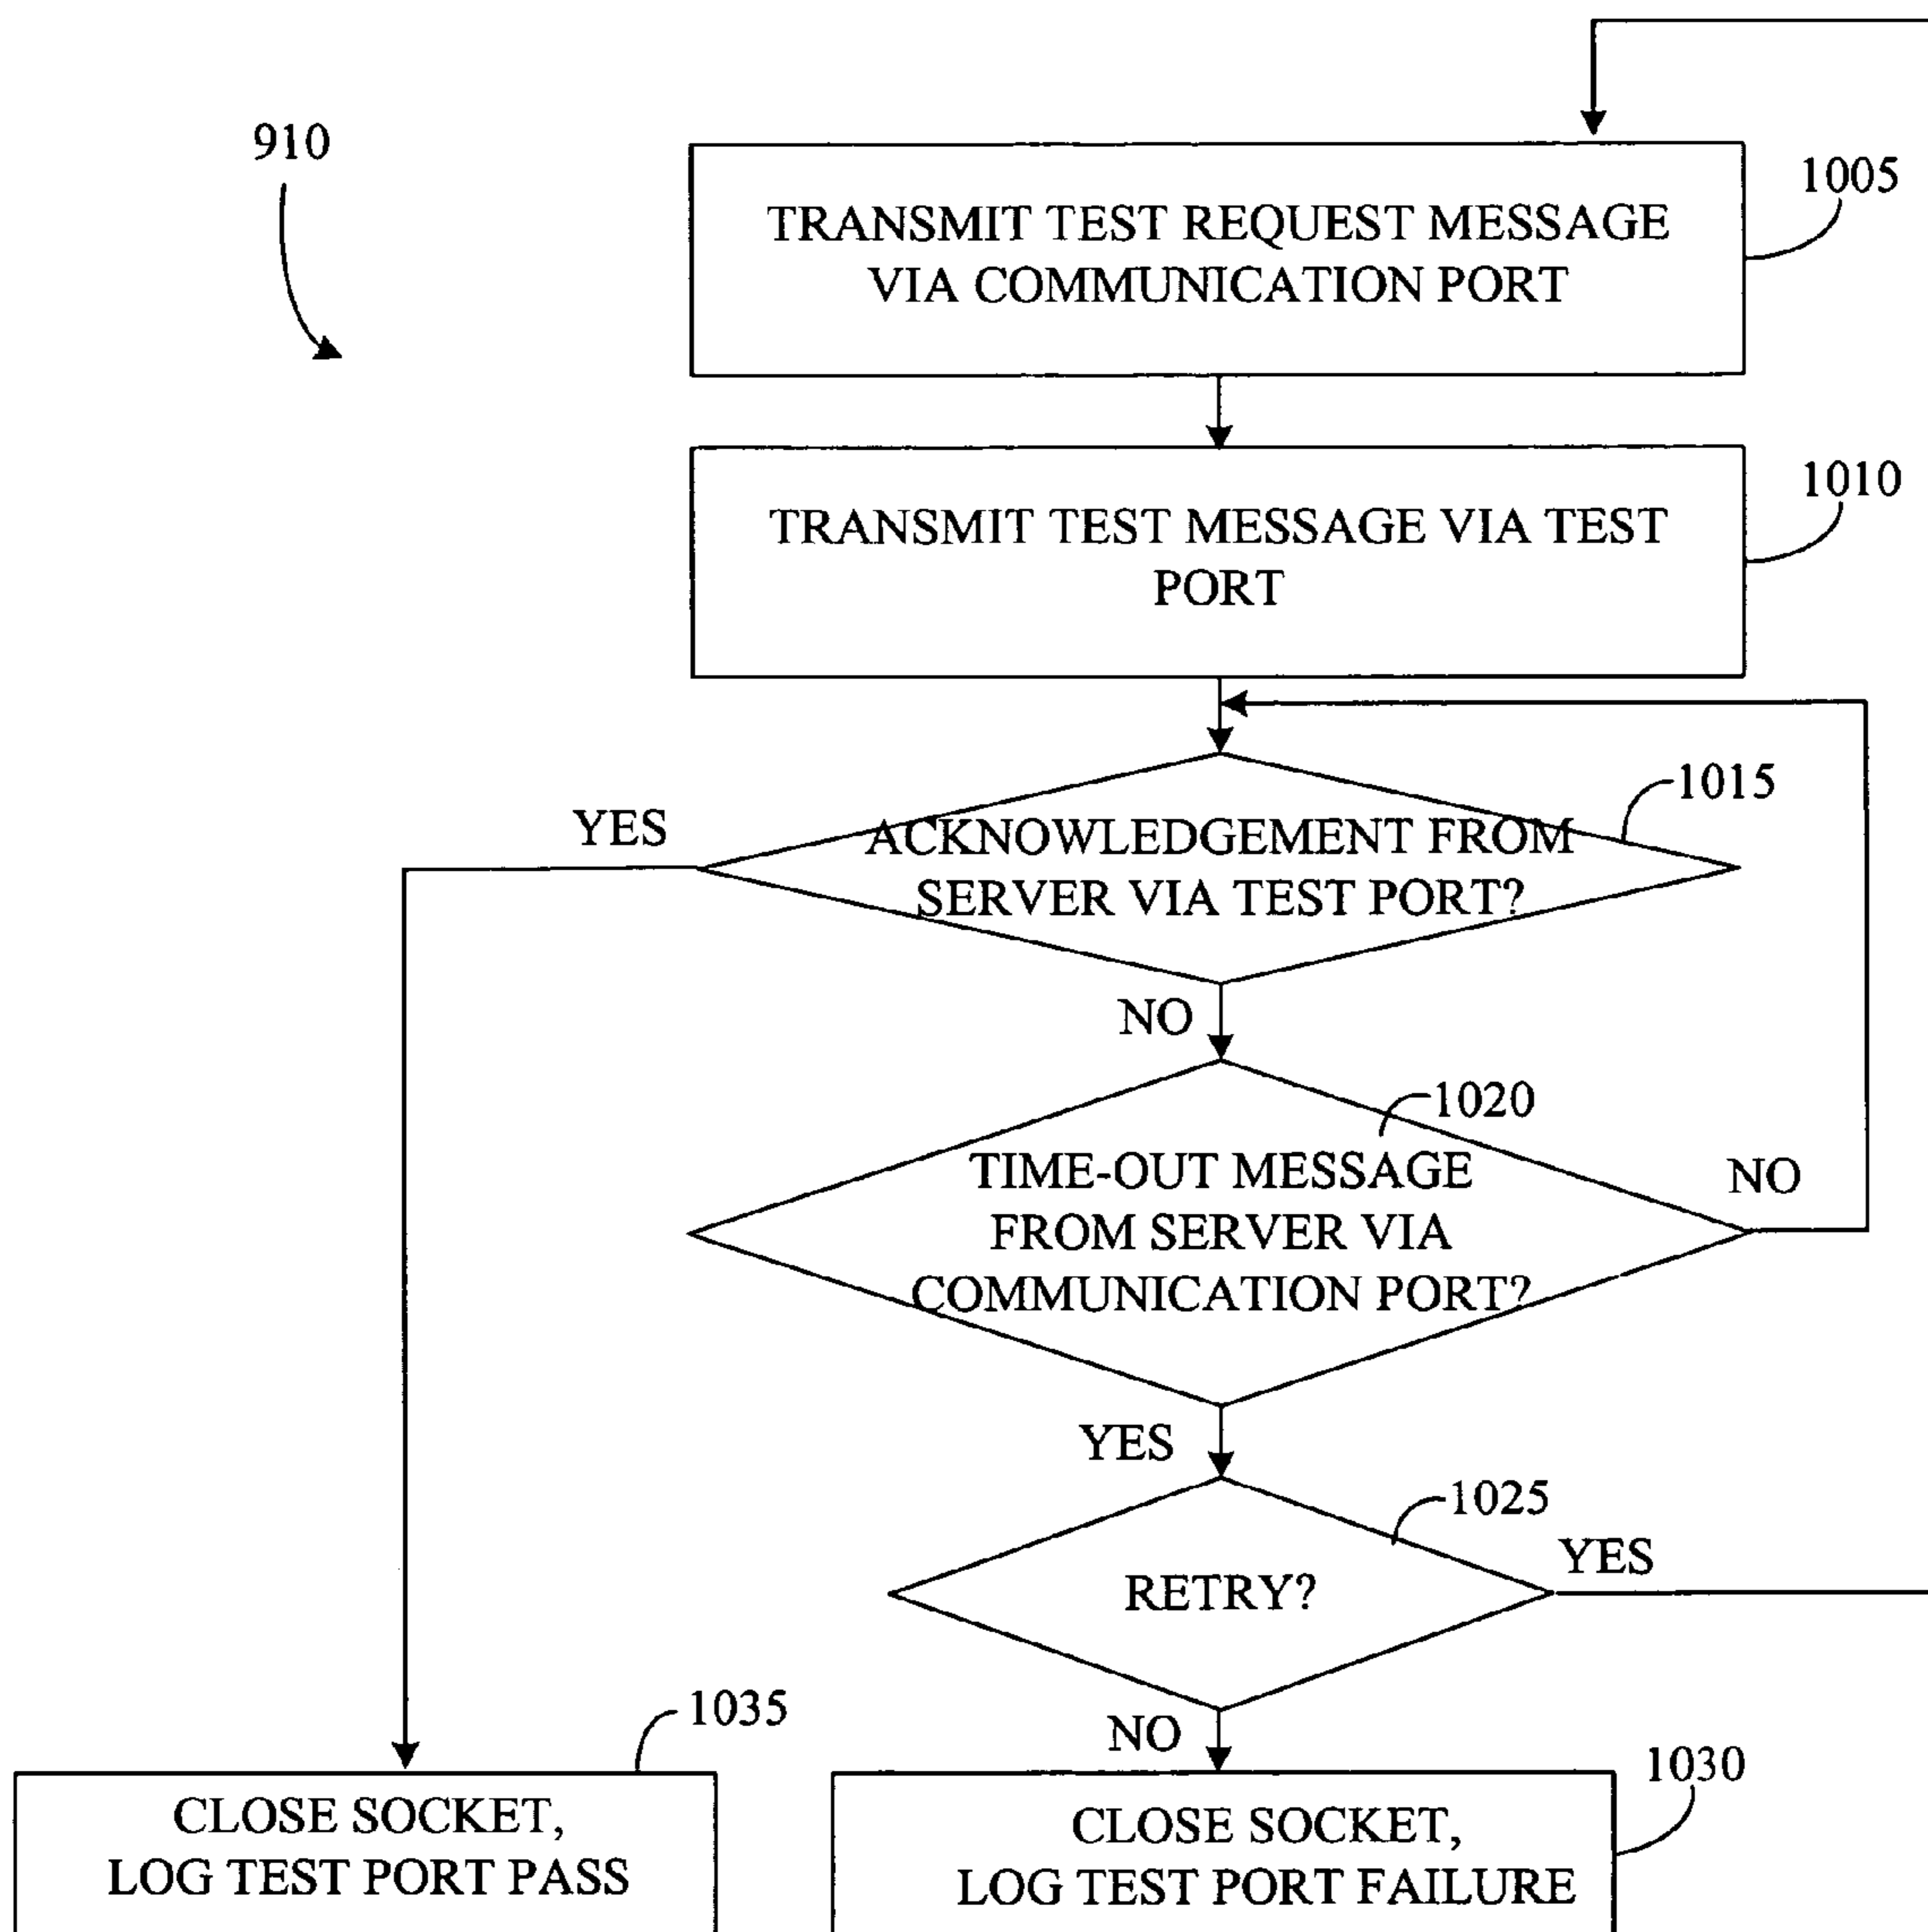 910
1005
TRANSMIT TEST REQUEST MESSAGE
VIA COMMUNICATION PORT
1010
TRANSMIT TEST MESSAGE VIA TEST
PORT
1015
YES
ACKNOWLEDGEMENT FROM
SERVER VIA TEST PORT?
NO
1020
TIME-OUT MESSAGE
FROM SERVER VIA
COMMUNICATION PORT?
NO
YES
1025
RETRY?
YES
NO
1035
CLOSE SOCKET,
LOG TEST PORT PASS
1030
CLOSE SOCKET,
LOG TEST PORT FAILURE